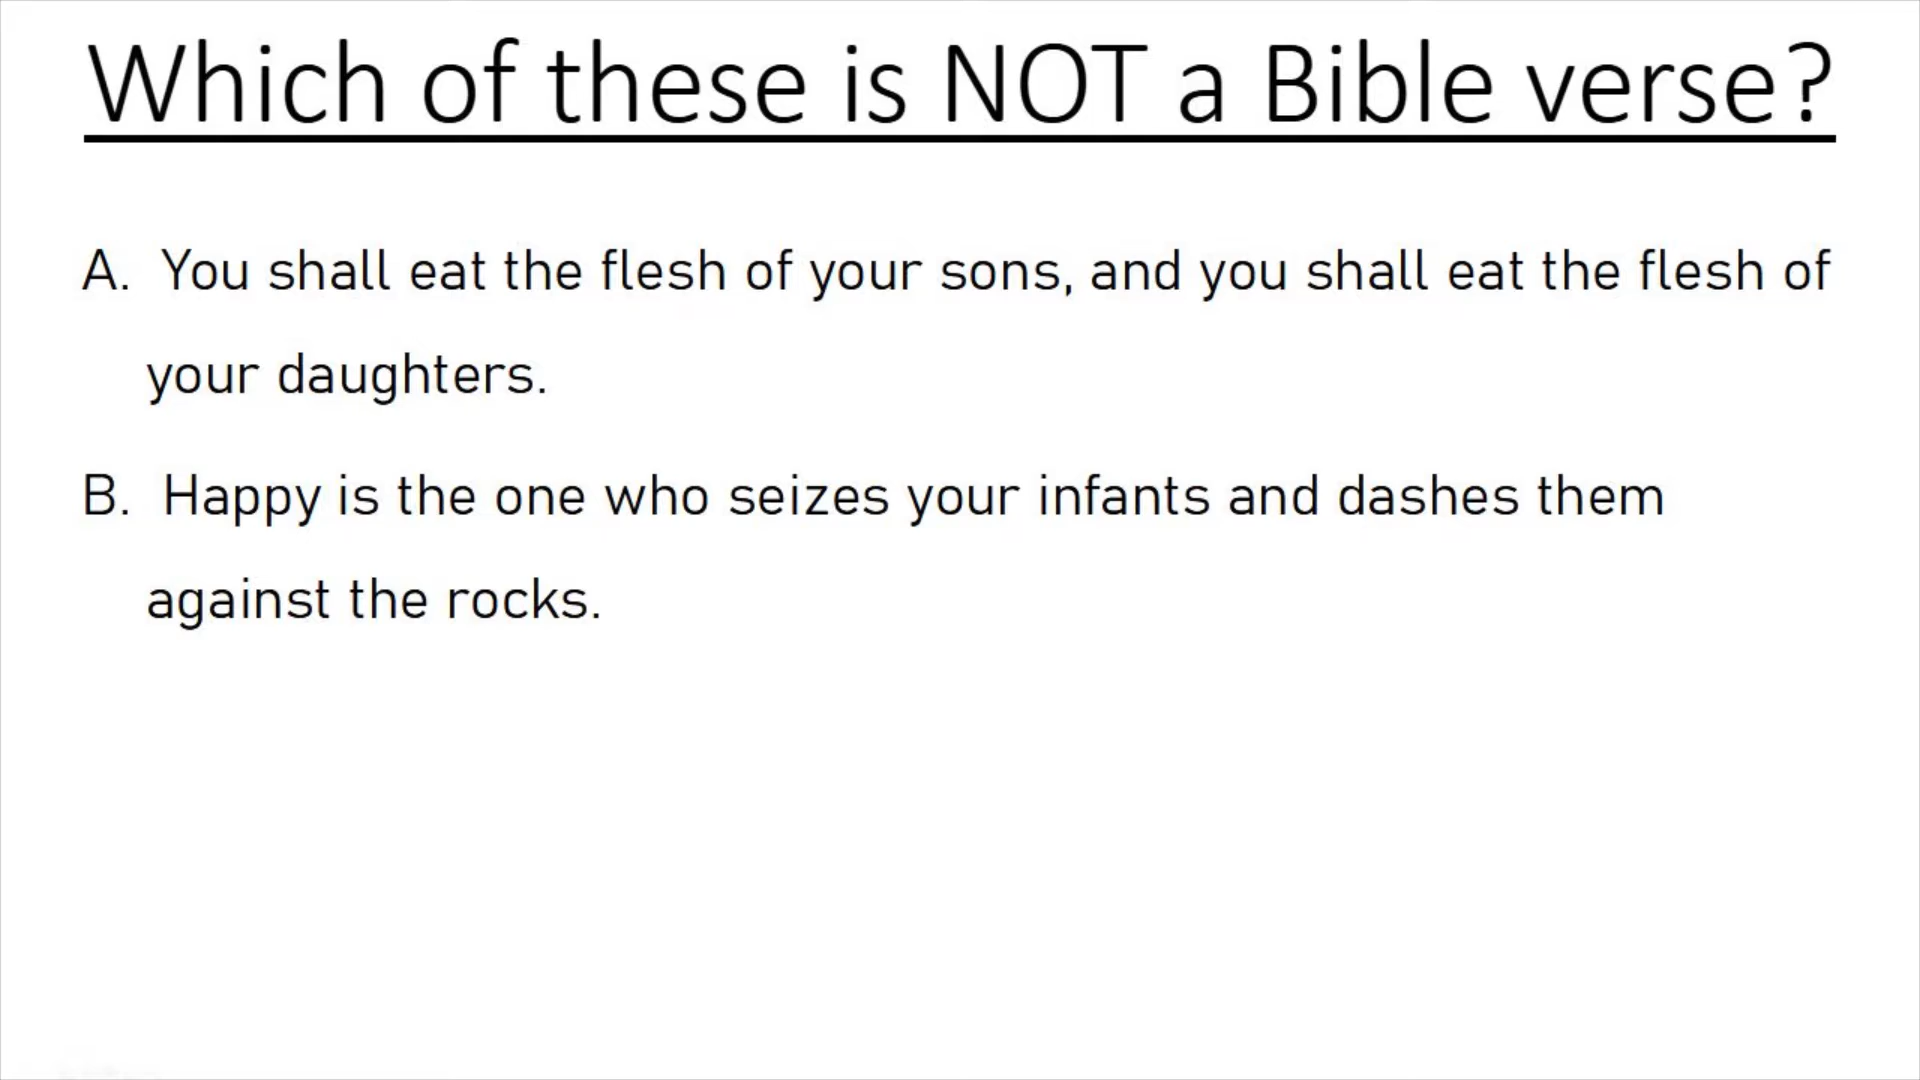 Which of these is NOT a Bible verse?
A. You shall eat the flesh of your sons, and you shall eat the flesh of
your daughters.
B. Happy is the one who seizes your infants and dashes them
against the rocks.